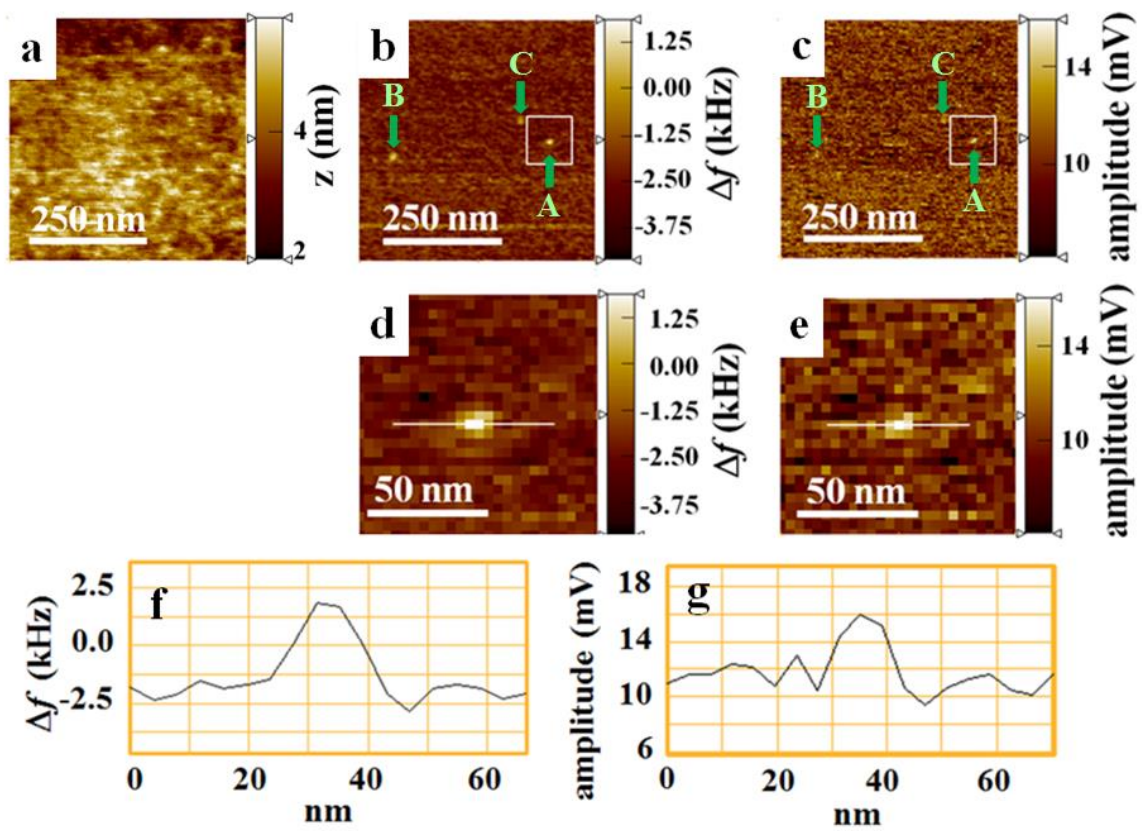 a
4
2
z (nm)
250 nm
b
B
C
A
1.25
0.00
-1.25
-2.50
-3.75
Δf (kHz)
250 nm
c
B
C
A
14
10
amplitude (mV)
250 nm
d
1.25
0.00
-1.25
-2.50
-3.75
Δf (kHz)
50 nm
e
14
10
amplitude (mV)
50 nm
f
2.5
0.0
-2.5
Δf (kHz)
0 20 40 60
nm
g
18
14
10
6
amplitude (mV)
0 20 40 60
nm